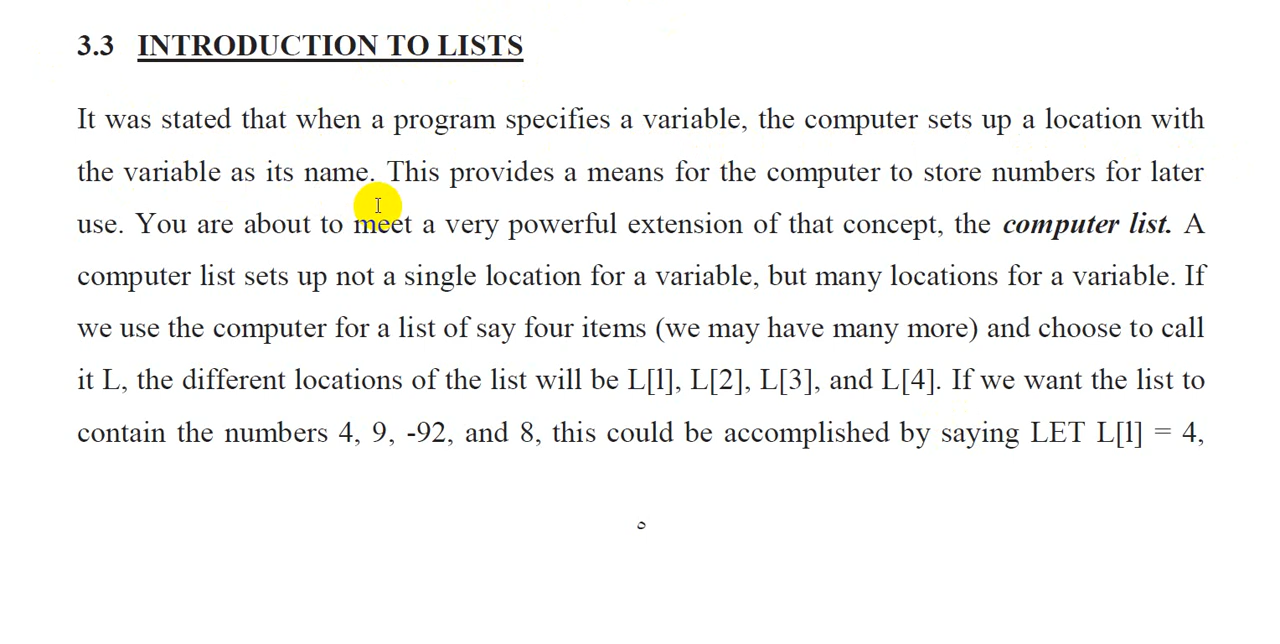 3.3 INTRODUCTION TO LISTS
It was stated that when a program specifies a variable, the computer sets up a location with
the variable as its name. This provides a means for the computer to store numbers for later
use. You are about to meet a very powerful extension of that concept, the computer list. A
computer list sets up not a single location for a variable, but many locations for a variable. If
we use the computer for a list of say four items (we may have many more) and choose to call
it L, the different locations of the list will be L[l], L[2], L[3], and L[4]. If we want the list to
contain the numbers 4, 9, -92, and 8, this could be accomplished by saying LET L[l] = 4,
٥